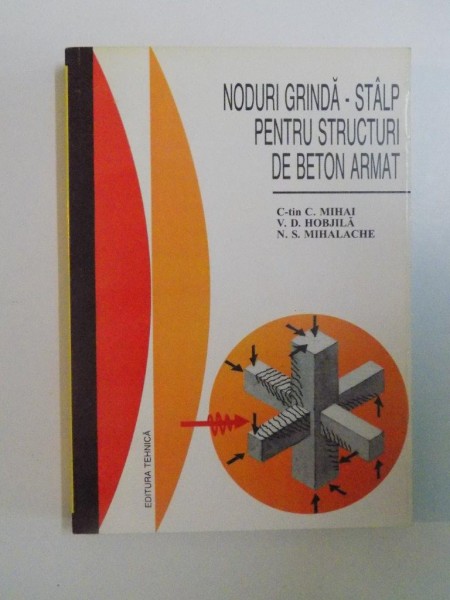 NODURI GRINDĂ - STÂLP
PENTRU STRUCTURI
DE BETON ARMAT
C-tin C. MIHAI
V. D. HOBJILĂ
N. S. MIHALACHE
EDITURA TEHNICĂ